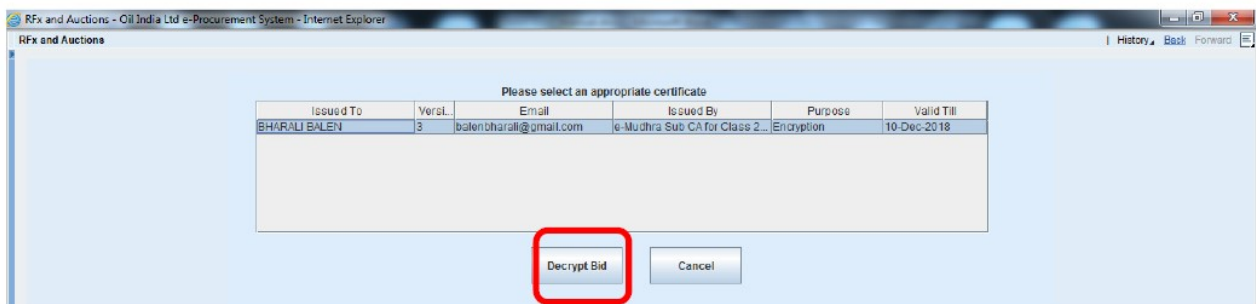 RFx and Auctions - Oil India Ltd e-Procurement System - Internet Explorer
RFx and Auctions | History Back Forward
Please select an appropriate certificate
Issued To Versi... Email Issued By Purpose Valid Till
BHARALI BALEN 3 balenbharali@gmail.com e-Mudhra Sub CA for Class 2... Encryption 10-Dec-2018
Decrypt Bid Cancel